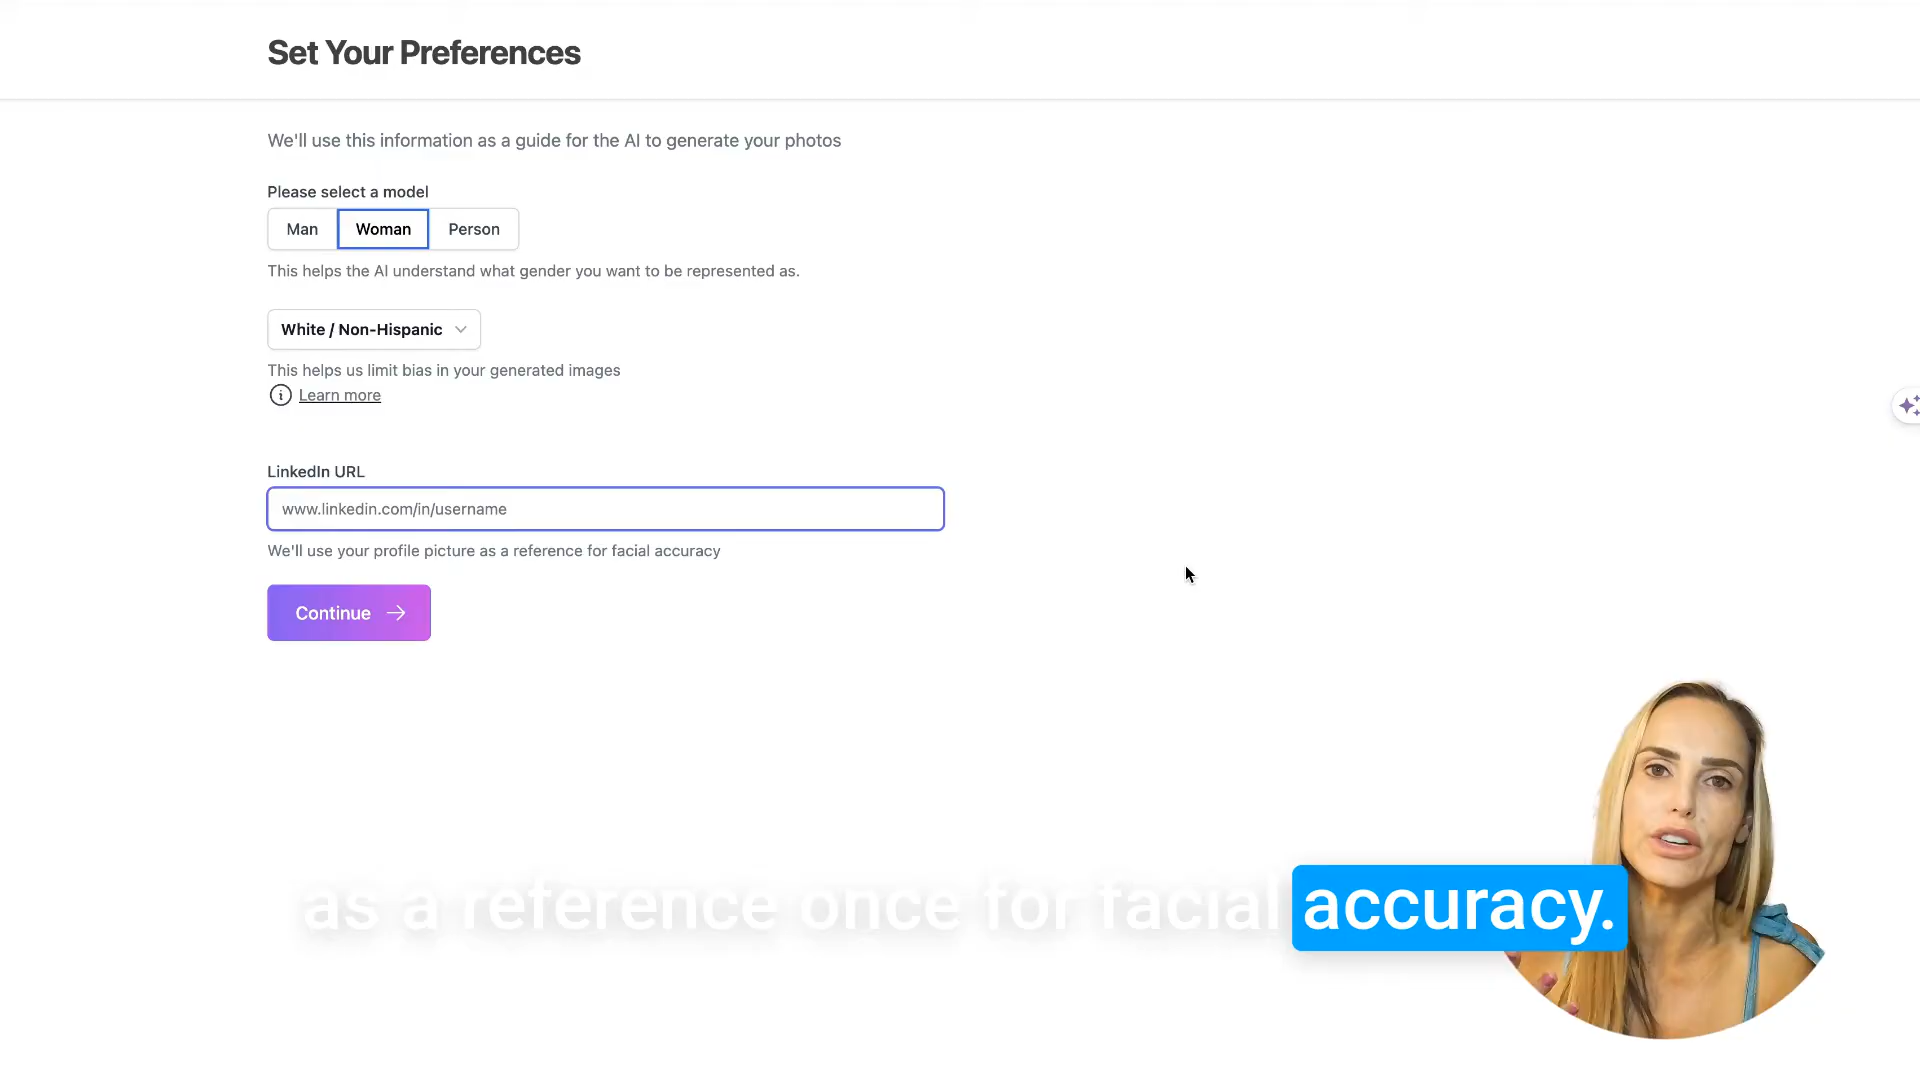 Set Your Preferences
We'll use this information as a guide for the AI to generate your photos
Please select a model
Man Woman Person
This helps the AI understand what gender you want to be represented as.
White / Non-Hispanic
This helps us limit bias in your generated images
Learn more
LinkedIn URL
www.linkedin.com/in/username
We'll use your profile picture as a reference for facial accuracy
Continue
as a reference once for facial accuracy.